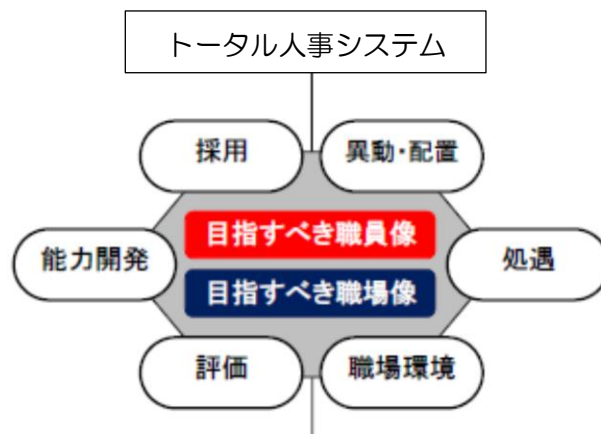 トータル人事システム
採用
異動・配置
目指すべき職員像
能力開発
処遇
目指すべき職場像
評価
職場環境